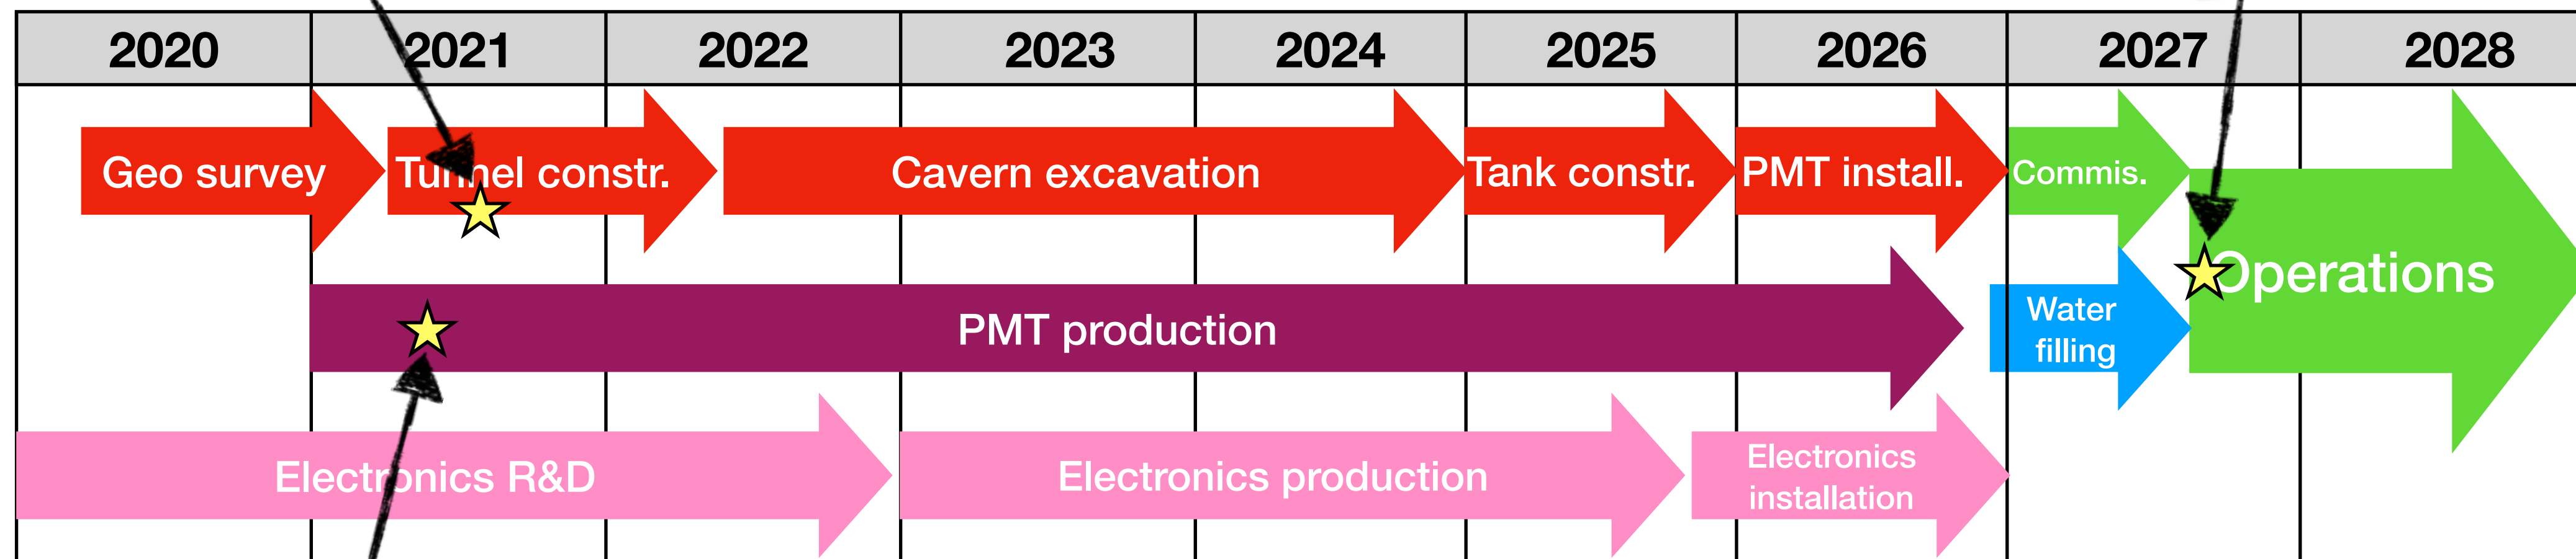 2020 2021 2022 2023 2024 2025 2026 2027 2028
Geo survey Tunnel constr. Cavern excavation Tank constr. PMT install. Commis.
Operations
PMT production
Water
filling
Electronics R&D Electronics production
Electronics
installation